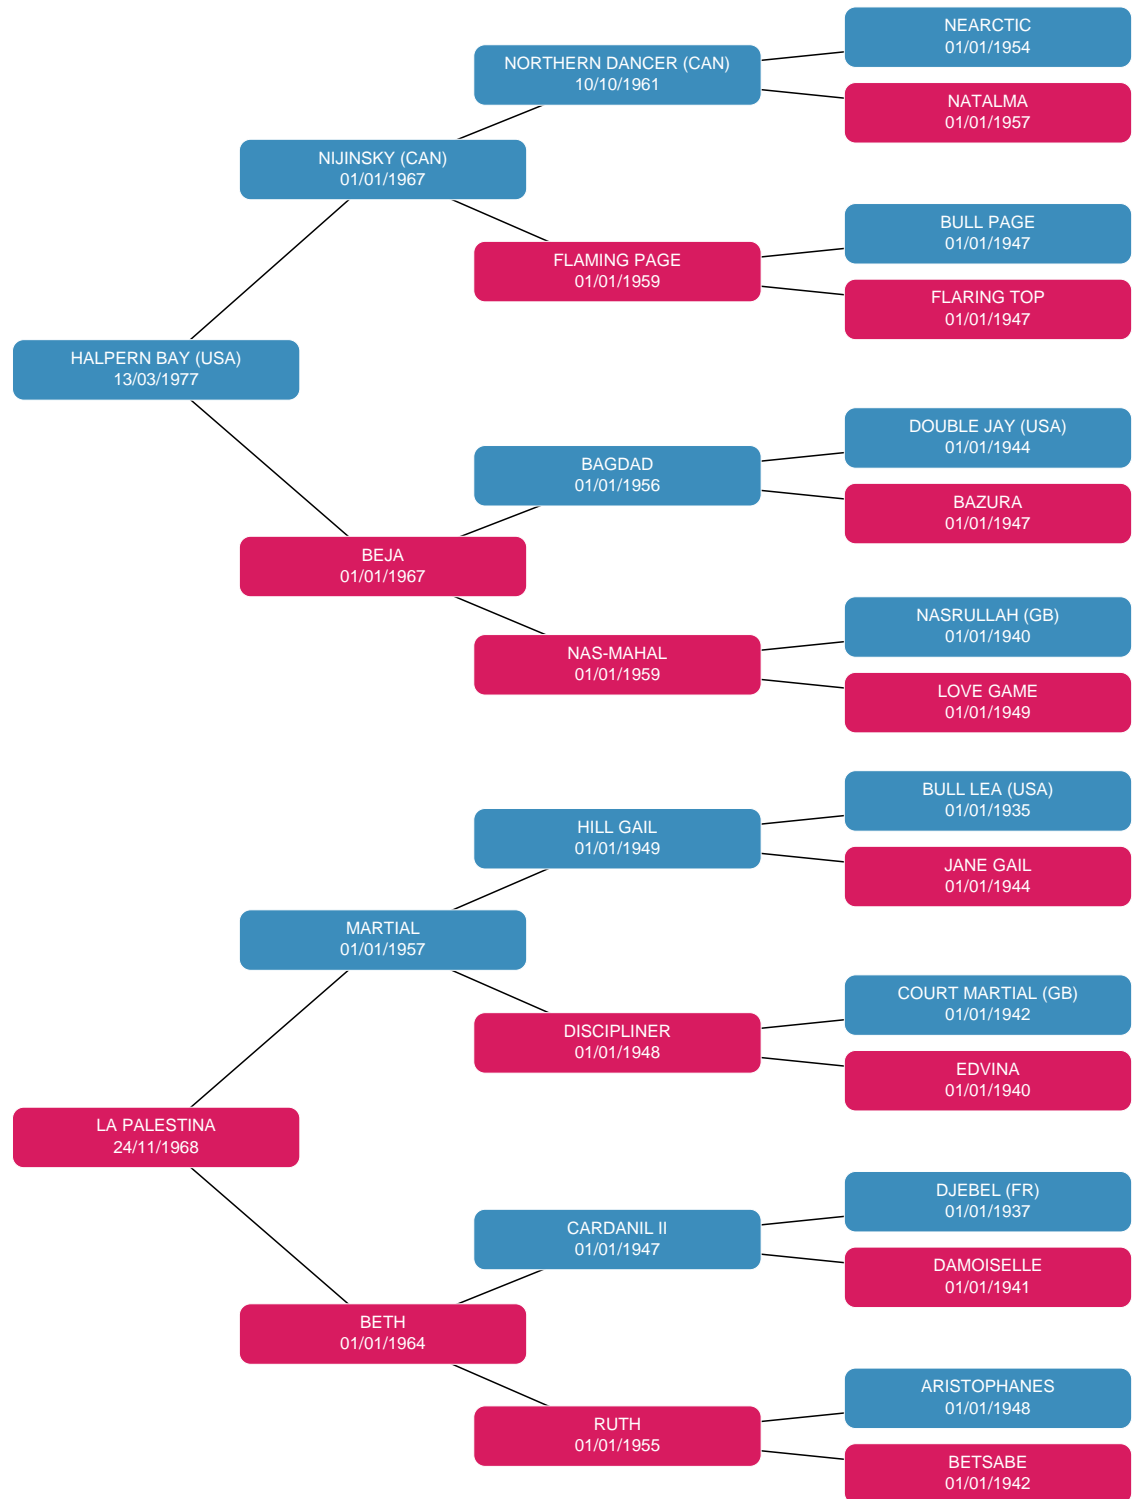 NEARCTIC
01/01/1954
NORTHERN DANCER (CAN)
10/10/1961
NATALMA
01/01/1957
NIJINSKY (CAN)
01/01/1967
BULL PAGE
01/01/1947
FLAMING PAGE
01/01/1959
FLARING TOP
01/01/1947
HALPERN BAY (USA)
13/03/1977
DOUBLE JAY (USA)
01/01/1944
BAGDAD
01/01/1956
BAZURA
01/01/1947
BEJA
01/01/1967
NASRULLAH (GB)
01/01/1940
NAS-MAHAL
01/01/1959
LOVE GAME
01/01/1949
BULL LEA (USA)
01/01/1935
HILL GAIL
01/01/1949
JANE GAIL
01/01/1944
MARTIAL
01/01/1957
COURT MARTIAL (GB)
01/01/1942
DISCIPLINER
01/01/1948
EDVINA
01/01/1940
LA PALESTINA
24/11/1968
DJEBEL (FR)
01/01/1937
CARDANIL II
01/01/1947
DAMOISELLE
01/01/1941
BETH
01/01/1964
ARISTOPHANES
01/01/1948
RUTH
01/01/1955
BETSABE
01/01/1942